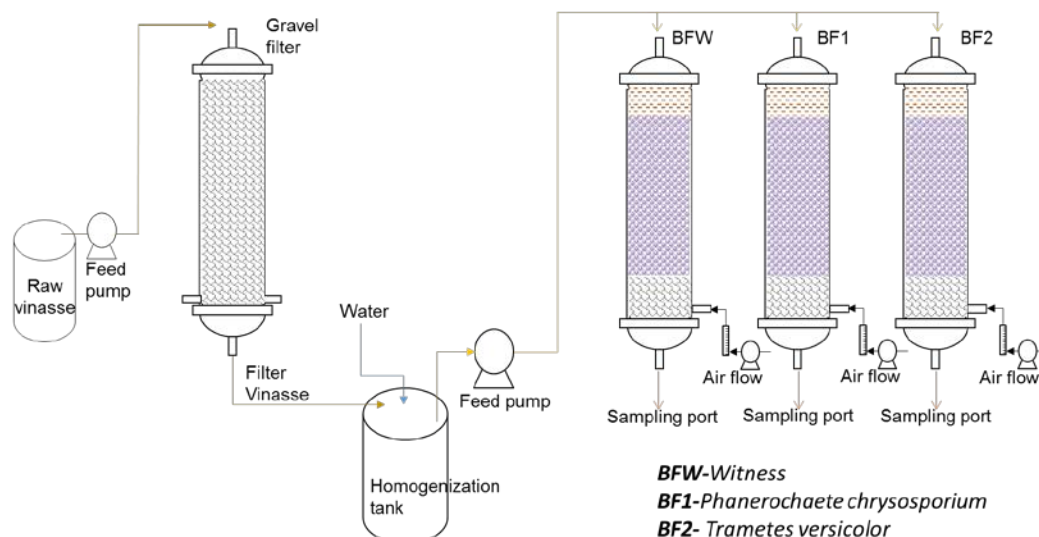 Gravel
filter
BFW
BF1
BF2
Raw
vinasse
Feed
pump
Water
Filter
Vinasse
Feed pump
Homogenization
tank
Air flow
Air flow
Air flow
Sampling port
Sampling port
Sampling port
BFW-Witness
BF1-Phanerochaete chrysosporium
BF2- Trametes versicolor